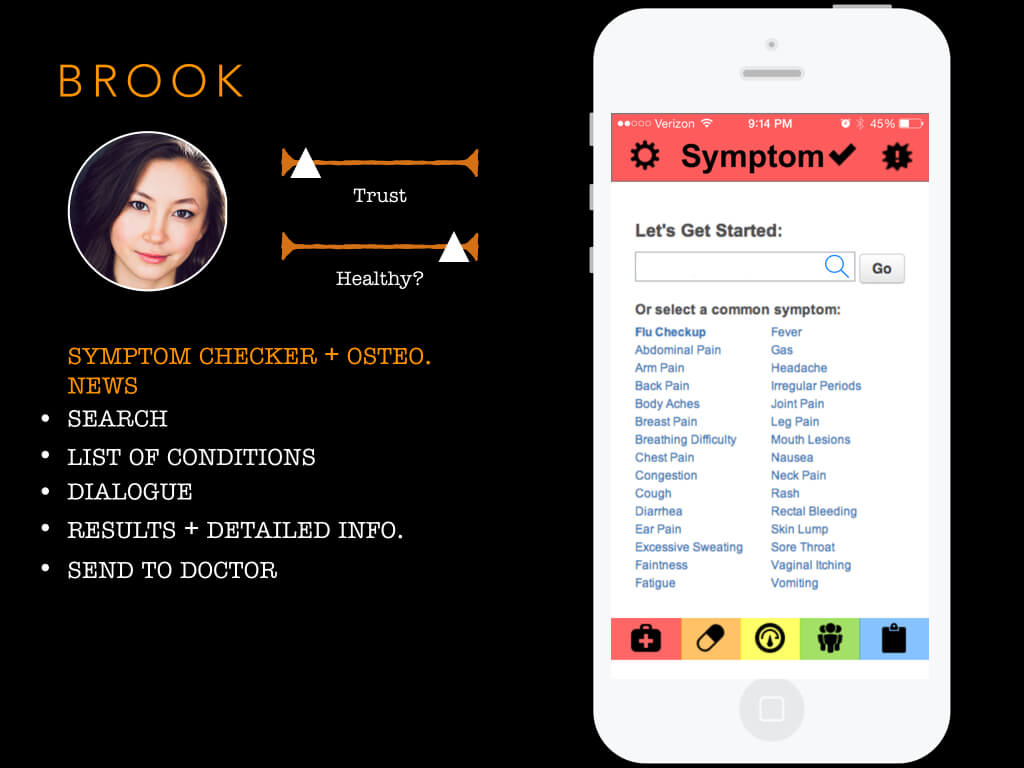 BROOK
Trust
Healthy?
SYMPTOM CHECKER + OSTEO.
NEWS
• SEARCH
• LIST OF CONDITIONS
• DIALOGUE
• RESULTS + DETAILED INFO.
• SEND TO DOCTOR
Verizon 9:14 PM 45%
Symptom
Let's Get Started:
Go
Or select a common symptom:
Flu Checkup
Abdominal Pain
Arm Pain
Back Pain
Body Aches
Breast Pain
Breathing Difficulty
Chest Pain
Congestion
Cough
Diarrhea
Ear Pain
Excessive Sweating
Faintness
Fatigue
Fever
Gas
Headache
Irregular Periods
Joint Pain
Leg Pain
Mouth Lesions
Nausea
Neck Pain
Rash
Rectal Bleeding
Skin Lump
Sore Throat
Vaginal Itching
Vomiting